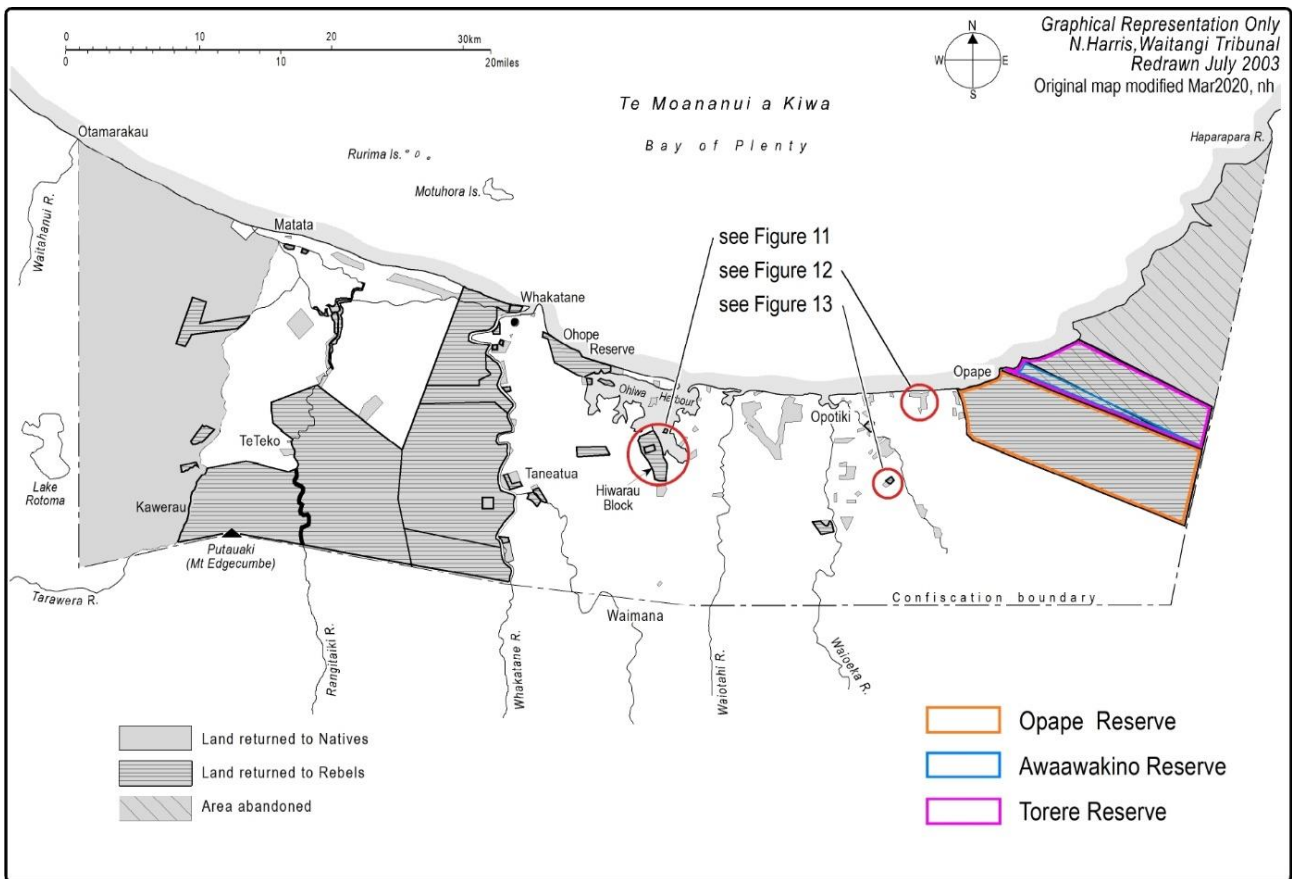 0 10 20 30km
0 10 20miles
N
W E
S
Graphical Representation Only
N.Harris,Waitangi Tribunal
Redrawn July 2003
Original map modified Mar2020, nh
Te Moananui a Kiwa
Bay of Plenty
Haparapara R.
Otamarakau
Rurima Is.
Motuhora Is.
Waitahanui R.
Matata
see Figure 11
see Figure 12
see Figure 13
Whakatane
Ohope
Reserve
Opape
Ohiwa Harbour
Opotiki
TeTeko
Taneatua
Lake
Rotoma
Kawerau
Hiwarau
Block
Putauaki
(Mt Edgecumbe)
Tarawera R.
Confiscation boundary
Waimana
Rangitaiki R.
Whakatane R.
Waiotahi R.
Waioeka R.
Land returned to Natives
Land returned to Rebels
Area abandoned
Opape Reserve
Awaawakino Reserve
Torere Reserve